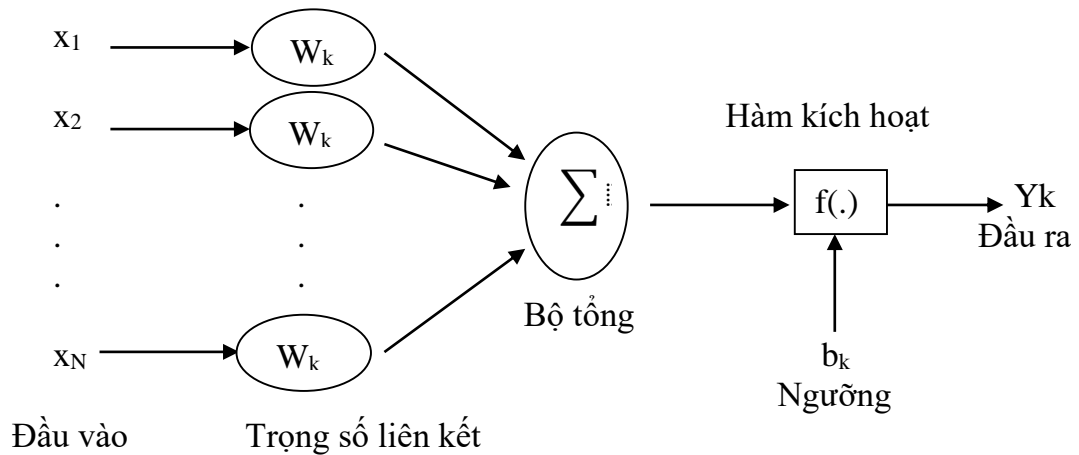 x₁
Wₖ
x₂
Wₖ
Hàm kích hoạt
∑
f(.)
Yk
Đầu ra
.
.
.
.
.
.
Bộ tổng
x_N
Wₖ
bₖ
Ngưỡng
Đầu vào
Trọng số liên kết